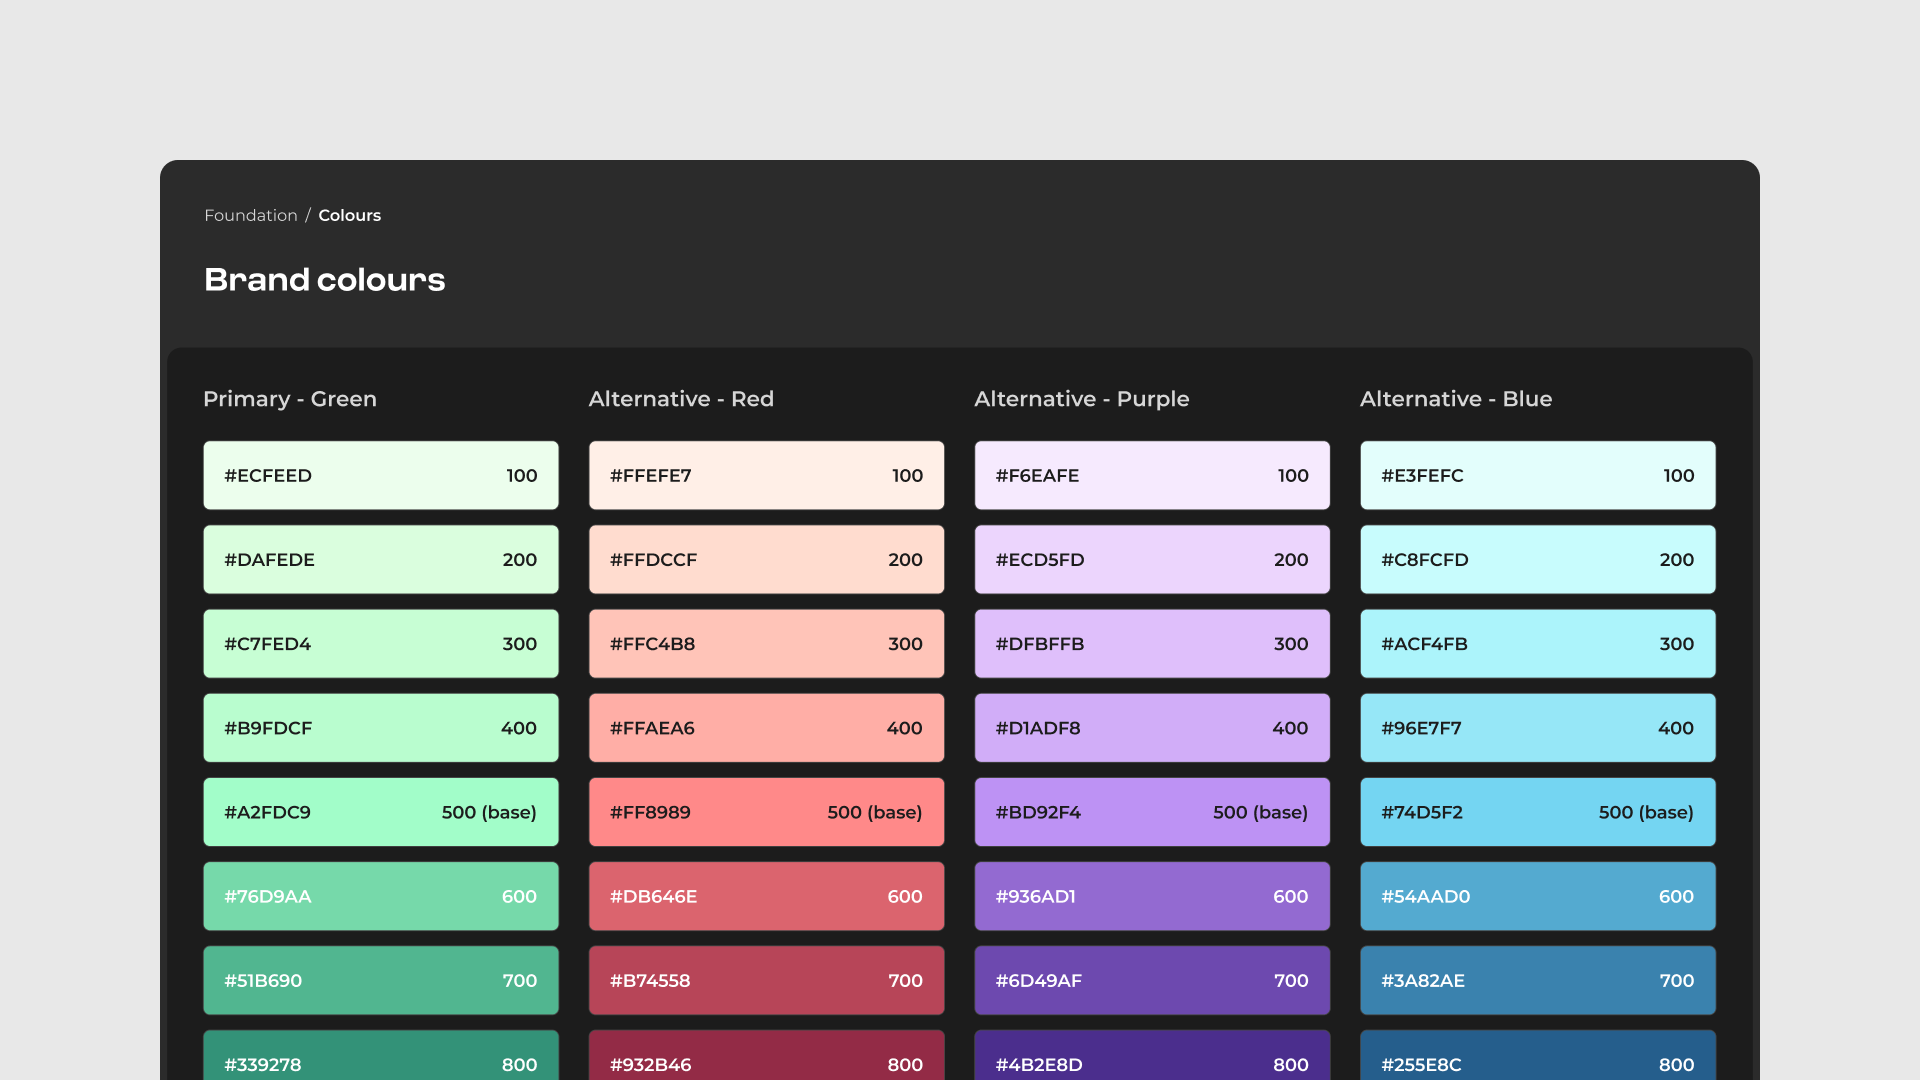 Foundation / Colours
Brand colours
Primary - Green
#ECFEED 100
#DAFEDE 200
#C7FED4 300
#B9FDCF 400
#A2FDC9 500 (base)
#76D9AA 600
#51B690 700
#339278 800
Alternative - Red
#FFEFE7 100
#FFDCCF 200
#FFC4B8 300
#FFAEA6 400
#FF8989 500 (base)
#DB646E 600
#B74558 700
#932B46 800
Alternative - Purple
#F6EAFE 100
#ECD5FD 200
#DFBFFB 300
#D1ADF8 400
#BD92F4 500 (base)
#936AD1 600
#6D49AF 700
#4B2E8D 800
Alternative - Blue
#E3FEFC 100
#C8FCFD 200
#ACF4FB 300
#96E7F7 400
#74D5F2 500 (base)
#54AAD0 600
#3A82AE 700
#255E8C 800